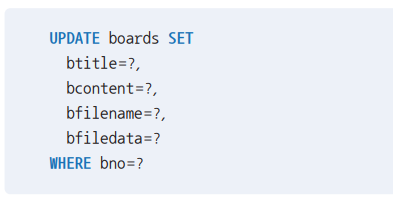 UPDATE boards SET
btitle=?,
bcontent=?,
bfilename=?,
bfiledata=?
WHERE bno=?